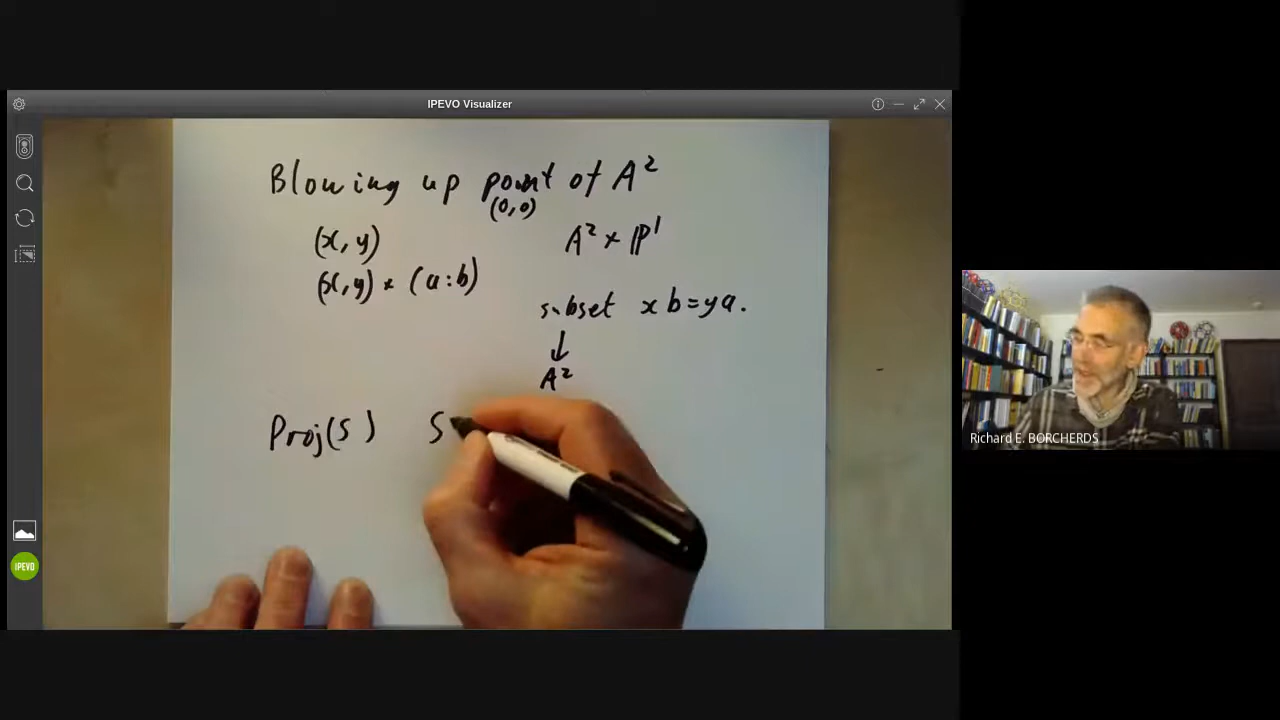 IPEVO Visualizer
Blowing up point of A²
(0,0)
(x, y)
A² × ℙ¹
(x, y) × (a:b)
subset xb=ya.
↓
A²
Proj(S) S
Richard E. BORCHERDS
IPEVO